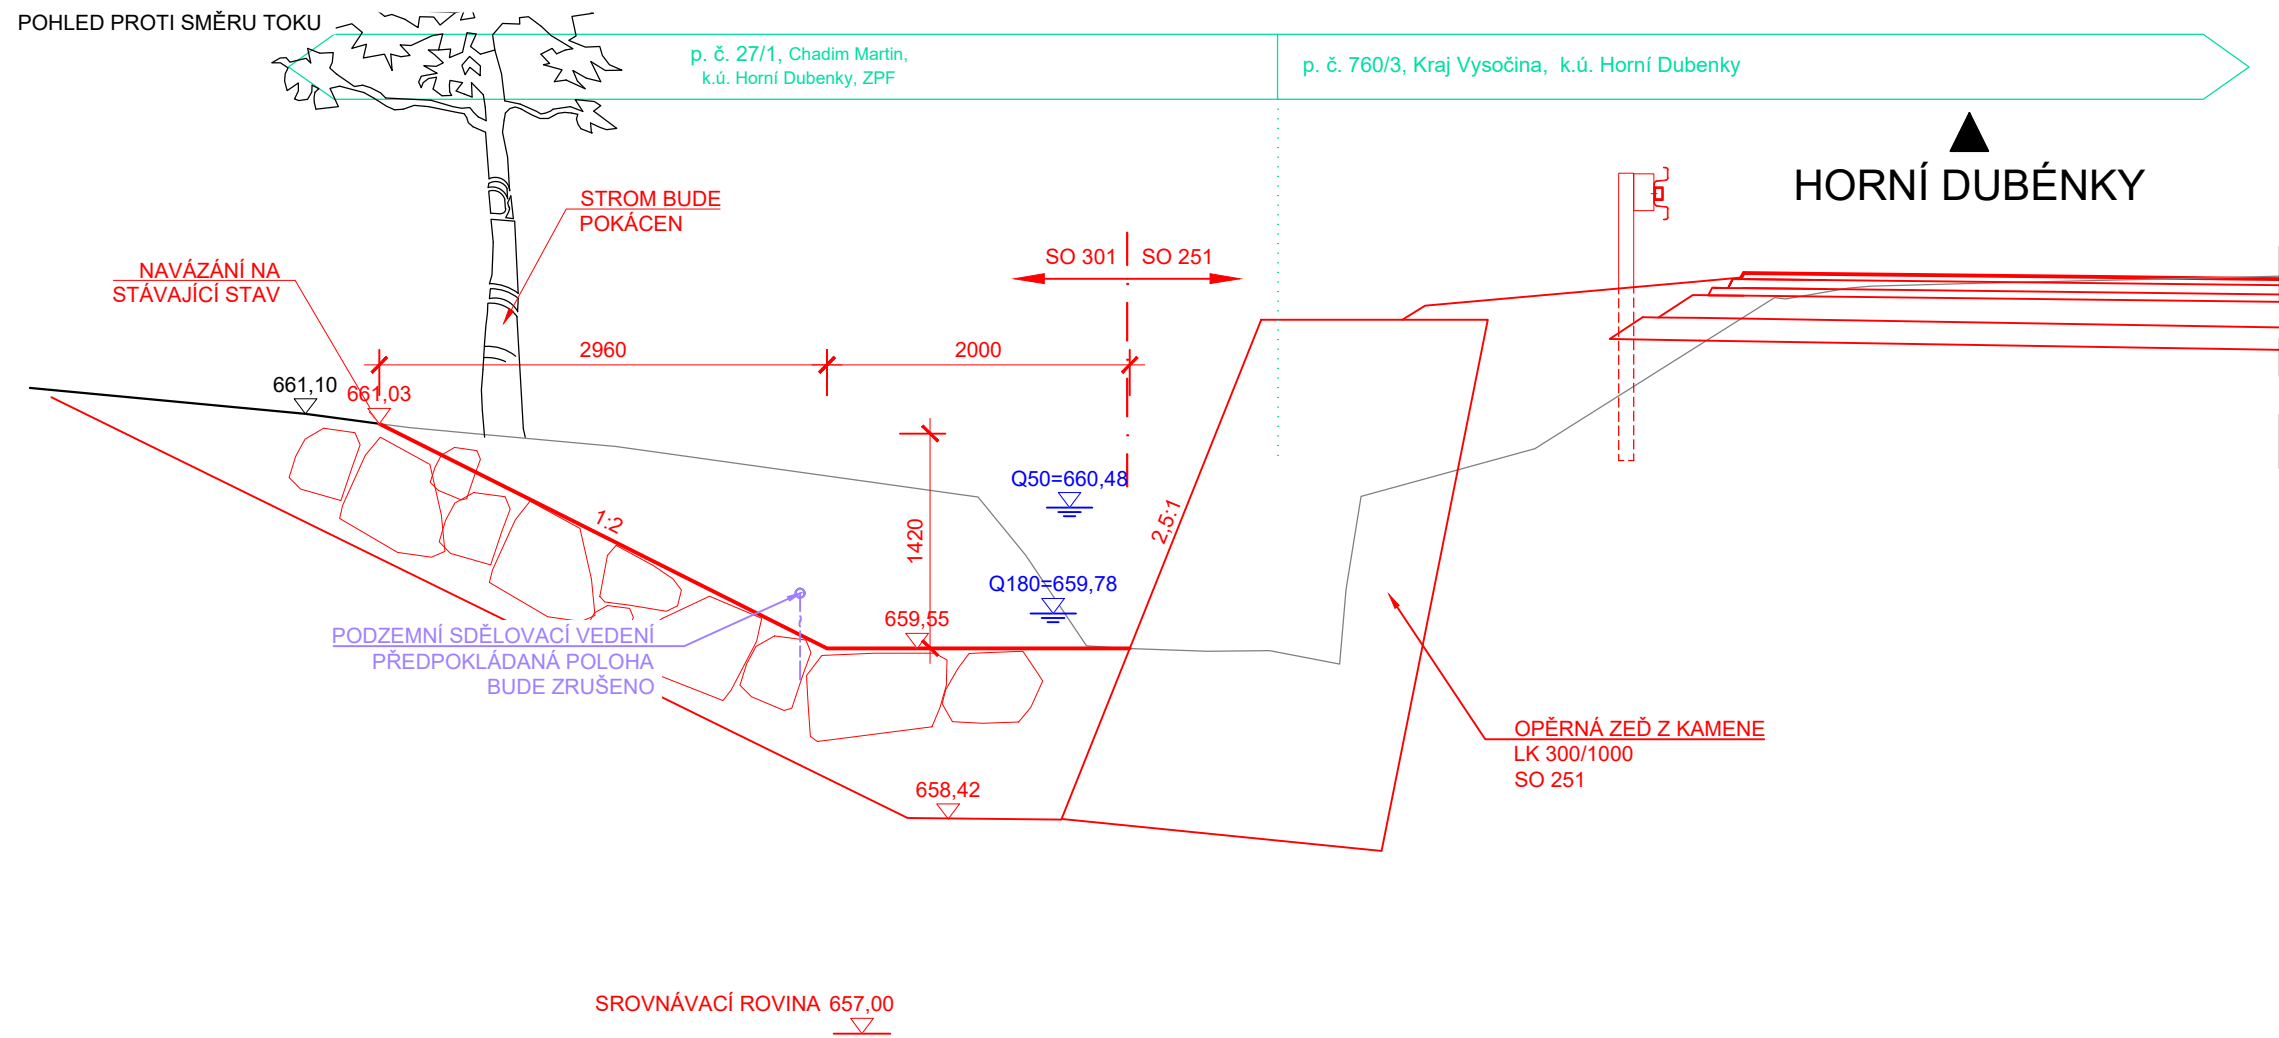 POHLED PROTI SMĚRU TOKU
p. č. 27/1, Chadim Martin,
k.ú. Horní Dubenky, ZPF
p. č. 760/3, Kraj Vysočina, k.ú. Horní Dubenky
HORNÍ DUBÉNKY
STROM BUDE
POKÁCEN
SO 301
SO 251
NAVÁZÁNÍ NA
STÁVAJÍCÍ STAV
2960
2000
661,10
661,03
Q50=660,48
1:2
2,5:1
1420
Q180=659,78
659,55
PODZEMNÍ SDĚLOVACÍ VEDENÍ
PŘEDPOKLÁDANÁ POLOHA
BUDE ZRUŠENO
OPĚRNÁ ZEĎ Z KAMENE
LK 300/1000
SO 251
658,42
SROVNÁVACÍ ROVINA 657,00